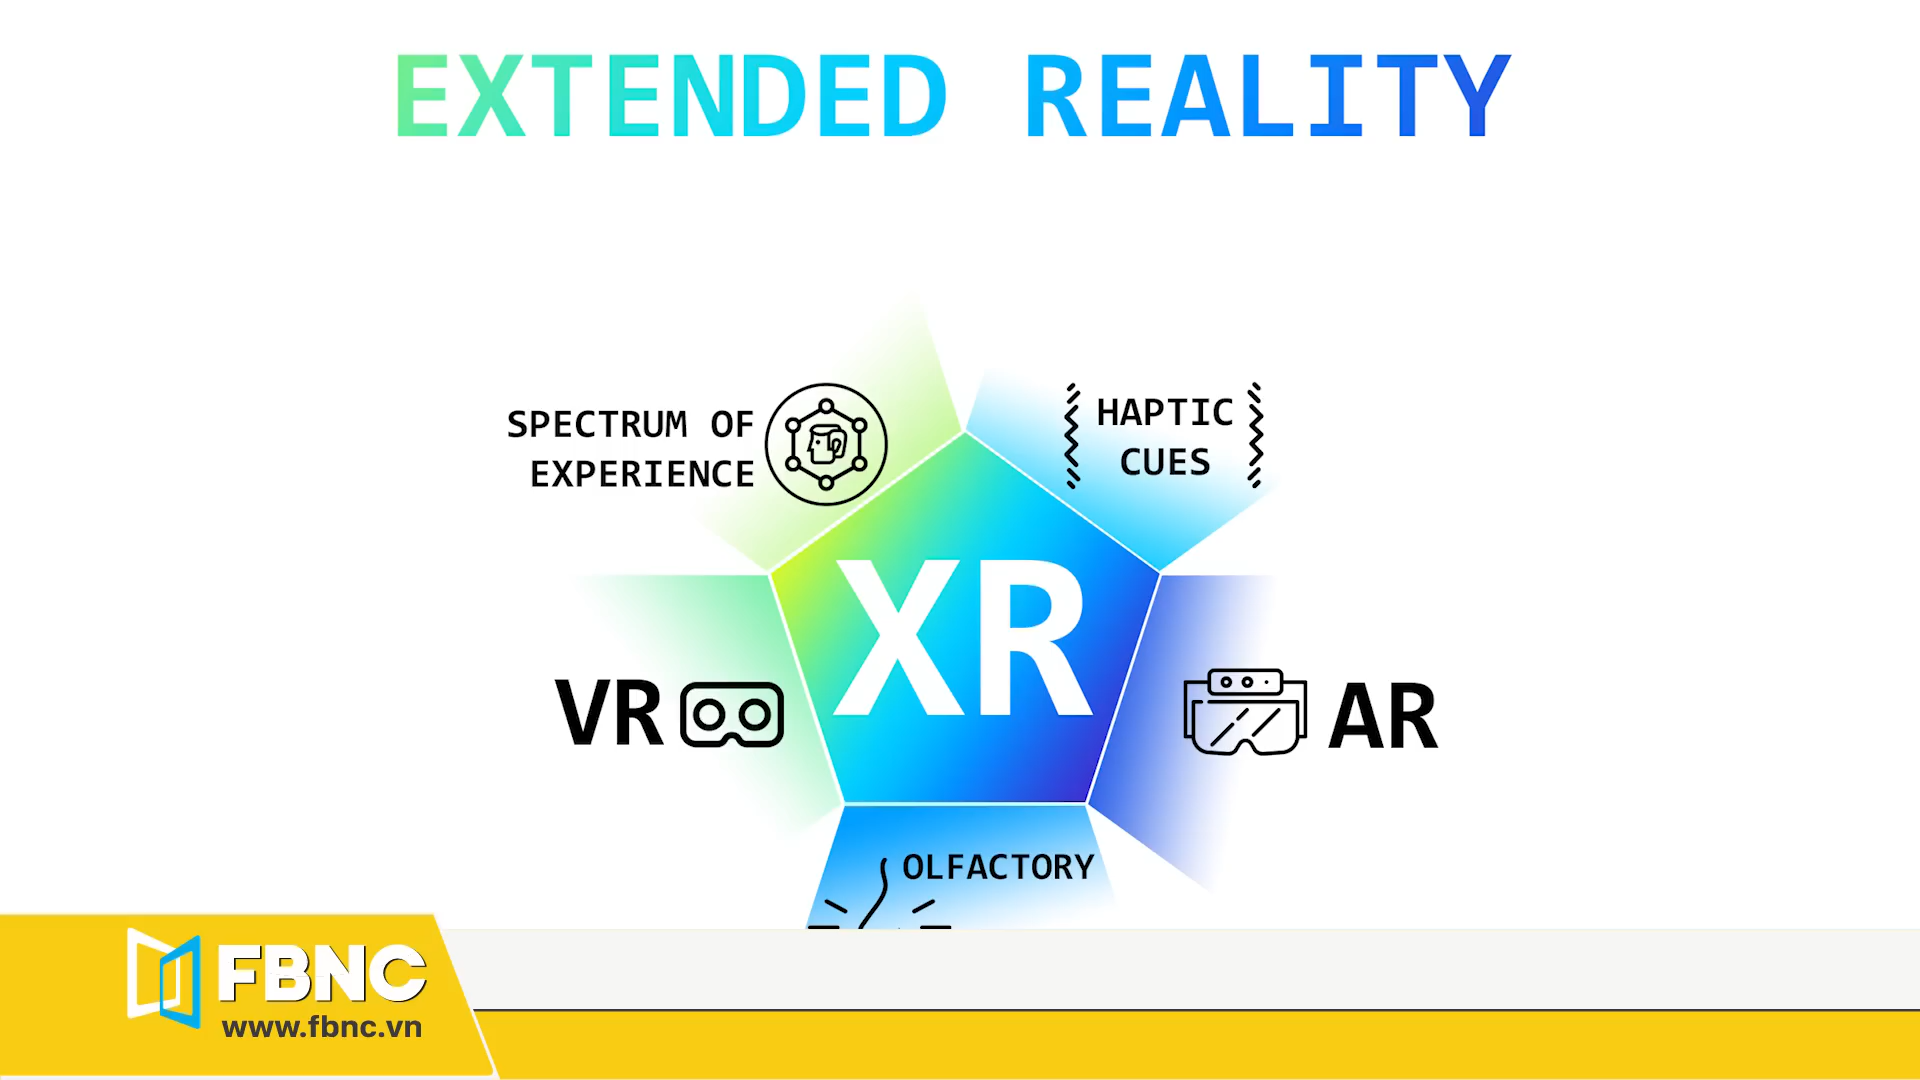 EXTENDED REALITY
SPECTRUM OF
EXPERIENCE
HAPTIC
CUES
XR
VR
AR
OLFACTORY
FBNC
www.fbnc.vn